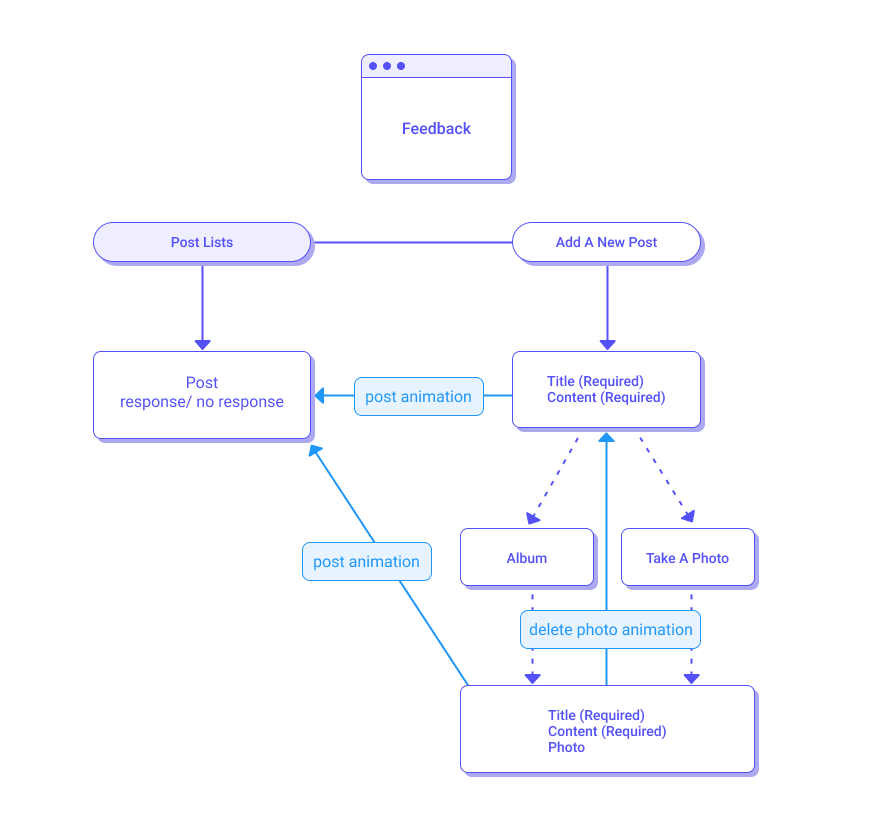 Feedback
Post Lists
Add A New Post
Post
response/ no response
post animation
Title (Required)
Content (Required)
Album
Take A Photo
post animation
delete photo animation
Title (Required)
Content (Required)
Photo